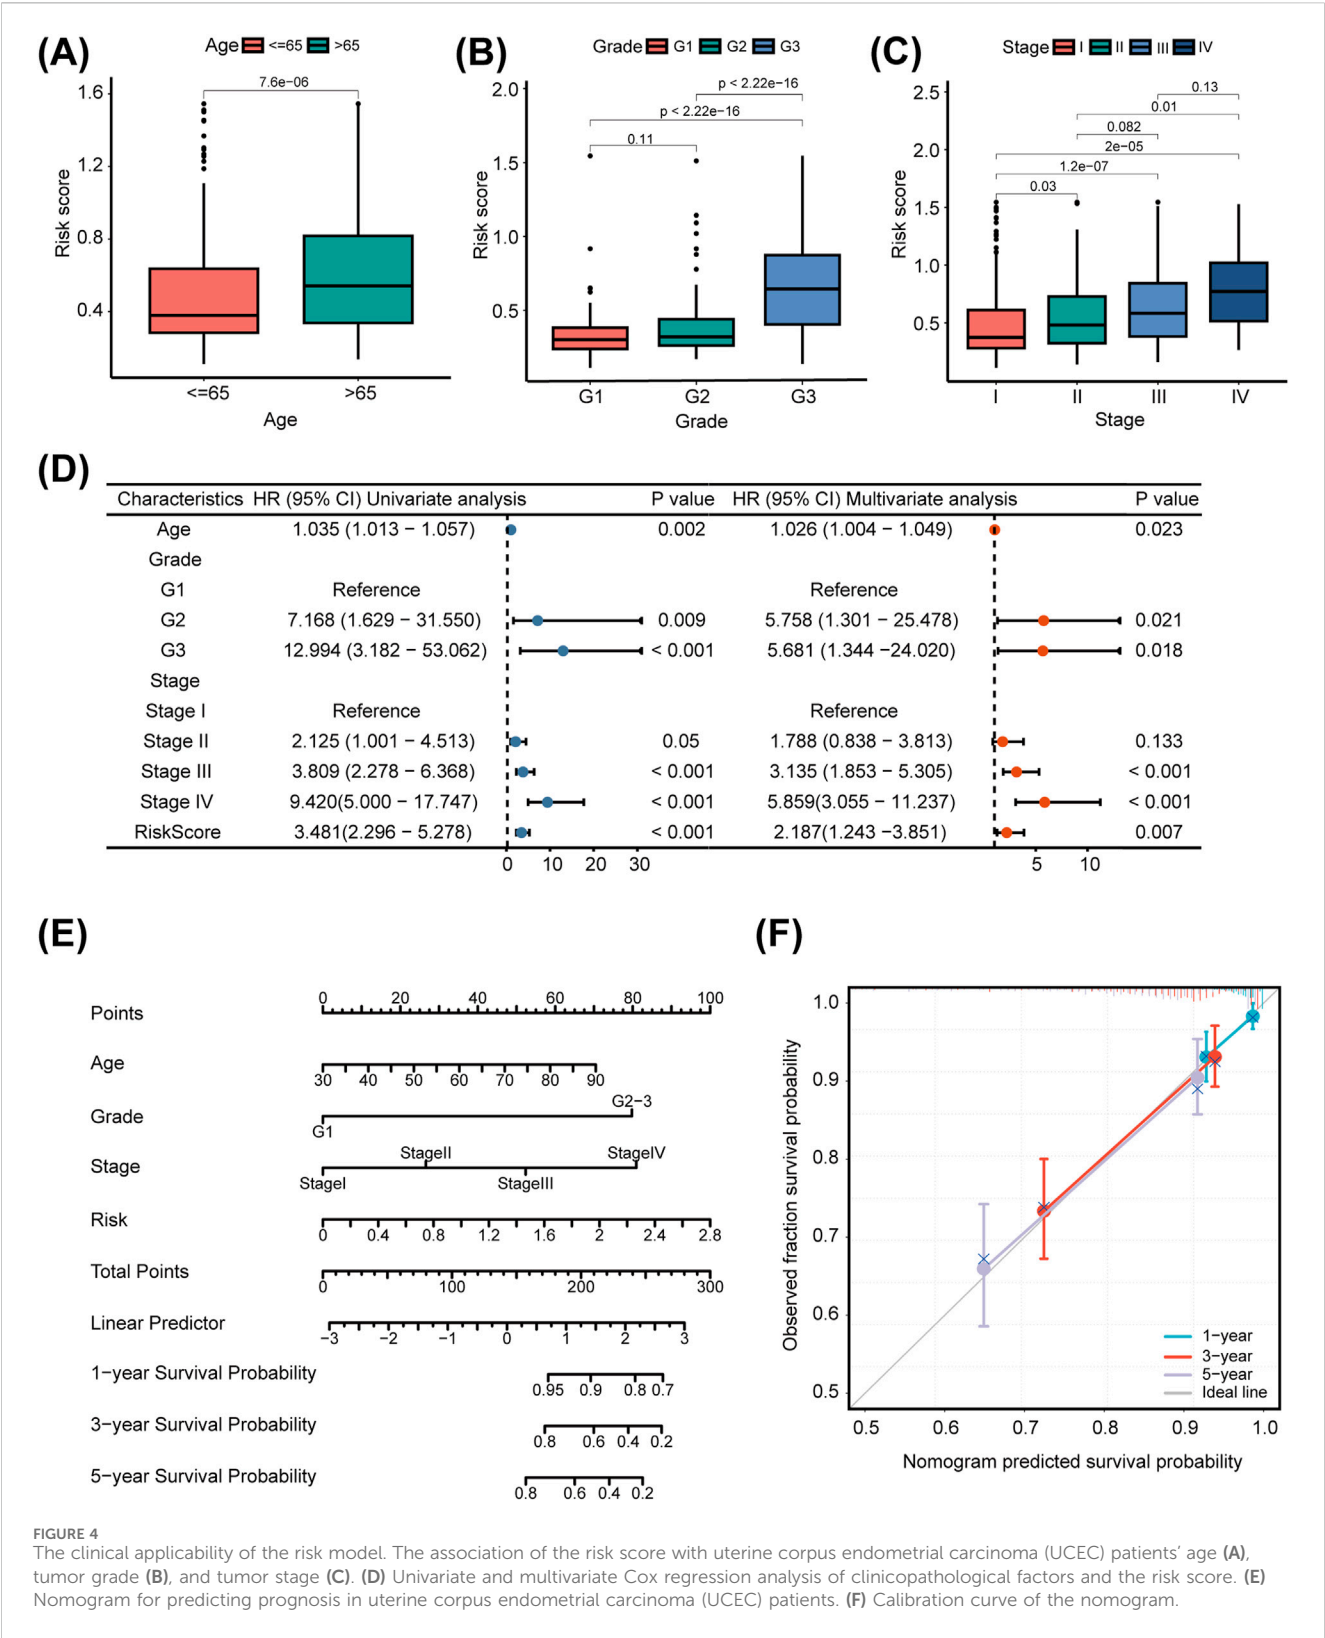 (A)
Age <=65 >65
7.6e−06
1.6
1.2
0.8
0.4
Risk score
<=65 >65
Age
(B)
Grade G1 G2 G3
p < 2.22e−16
p < 2.22e−16
0.11
2.0
1.5
1.0
0.5
Risk score
G1 G2 G3
Grade
(C)
Stage I II III IV
0.13
0.01
0.082
2e−05
1.2e−07
0.03
2.5
2.0
1.5
1.0
0.5
Risk score
I II III IV
Stage
(D)
Characteristics HR (95% CI) Univariate analysis P value HR (95% CI) Multivariate analysis P value
Age 1.035 (1.013 − 1.057) 0.002 1.026 (1.004 − 1.049) 0.023
Grade
G1 Reference Reference
G2 7.168 (1.629 − 31.550) 0.009 5.758 (1.301 − 25.478) 0.021
G3 12.994 (3.182 − 53.062) < 0.001 5.681 (1.344 −24.020) 0.018
Stage
Stage I Reference Reference
Stage II 2.125 (1.001 − 4.513) 0.05 1.788 (0.838 − 3.813) 0.133
Stage III 3.809 (2.278 − 6.368) < 0.001 3.135 (1.853 − 5.305) < 0.001
Stage IV 9.420(5.000 − 17.747) < 0.001 5.859(3.055 − 11.237) < 0.001
RiskScore 3.481(2.296 − 5.278) < 0.001 2.187(1.243 −3.851) 0.007
0 10 20 30 5 10
(E)
0 20 40 60 80 100
Points
Age
30 40 50 60 70 80 90
G2−3
Grade
G1
StageII StageIV
Stage
StageI StageIII
Risk
0 0.4 0.8 1.2 1.6 2 2.4 2.8
Total Points
0 100 200 300
Linear Predictor
−3 −2 −1 0 1 2 3
1−year Survival Probability
0.95 0.9 0.8 0.7
3−year Survival Probability
0.8 0.6 0.4 0.2
5−year Survival Probability
0.8 0.6 0.4 0.2
(F)
1.0
0.9
0.8
0.7
0.6
0.5
Observed fraction survival probability
1−year
3−year
5−year
Ideal line
0.5 0.6 0.7 0.8 0.9 1.0
Nomogram predicted survival probability
FIGURE 4
The clinical applicability of the risk model. The association of the risk score with uterine corpus endometrial carcinoma (UCEC) patients’ age (A),
tumor grade (B), and tumor stage (C). (D) Univariate and multivariate Cox regression analysis of clinicopathological factors and the risk score. (E)
Nomogram for predicting prognosis in uterine corpus endometrial carcinoma (UCEC) patients. (F) Calibration curve of the nomogram.